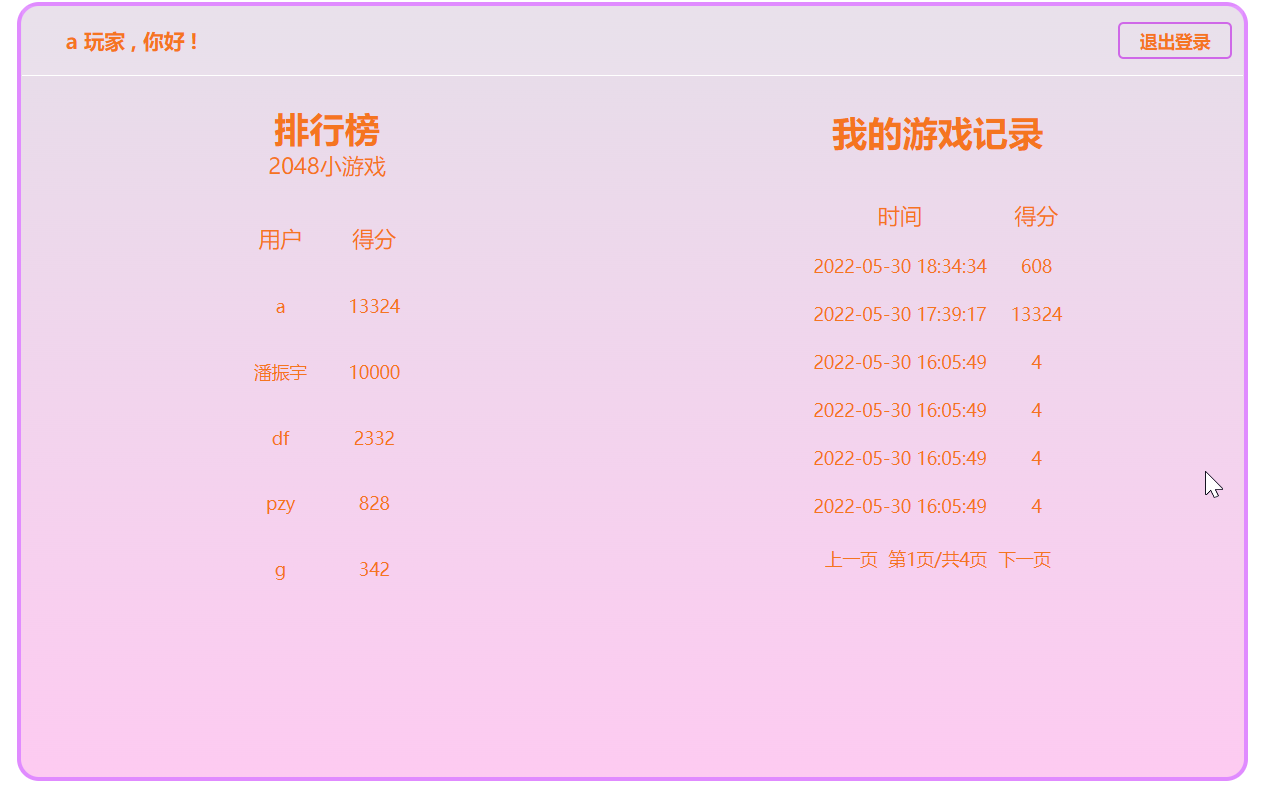 a 玩家，你好！
退出登录
排行榜
2048小游戏
用户 得分
a 13324
潘振宇 10000
df 2332
pzy 828
g 342
我的游戏记录
时间 得分
2022-05-30 18:34:34 608
2022-05-30 17:39:17 13324
2022-05-30 16:05:49 4
2022-05-30 16:05:49 4
2022-05-30 16:05:49 4
2022-05-30 16:05:49 4
上一页 第1页/共4页 下一页